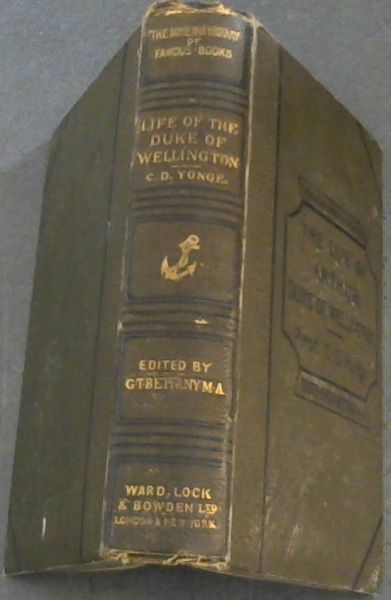 THE MINERVA LIBRARY
OF
FAMOUS BOOKS
LIFE OF THE
DUKE OF
WELLINGTON
C. D. YONGE.
EDITED BY
G.T. BETTANY M.A.
WARD, LOCK
& BOWDEN LTD
LONDON & NEW YORK.
THE LIFE OF
ARTHUR
DUKE OF WELLINGTON
Prof.